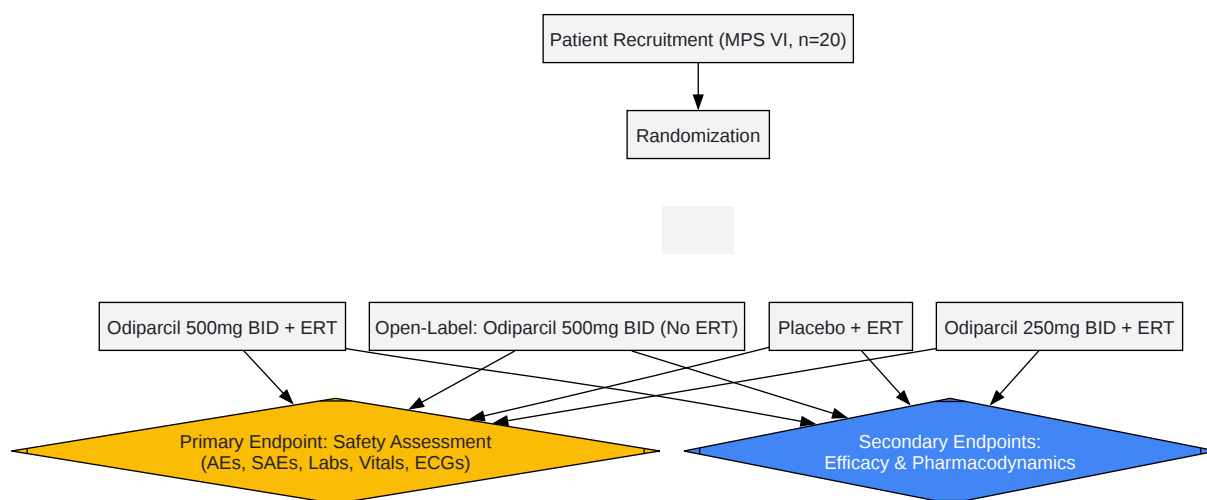 Patient Recruitment (MPS VI, n=20)
Randomization
Odiparcil 500mg BID + ERT
Open-Label: Odiparcil 500mg BID (No ERT)
Placebo + ERT
Odiparcil 250mg BID + ERT
Primary Endpoint: Safety Assessment
(AEs, SAEs, Labs, Vitals, ECGs)
Secondary Endpoints:
Efficacy & Pharmacodynamics